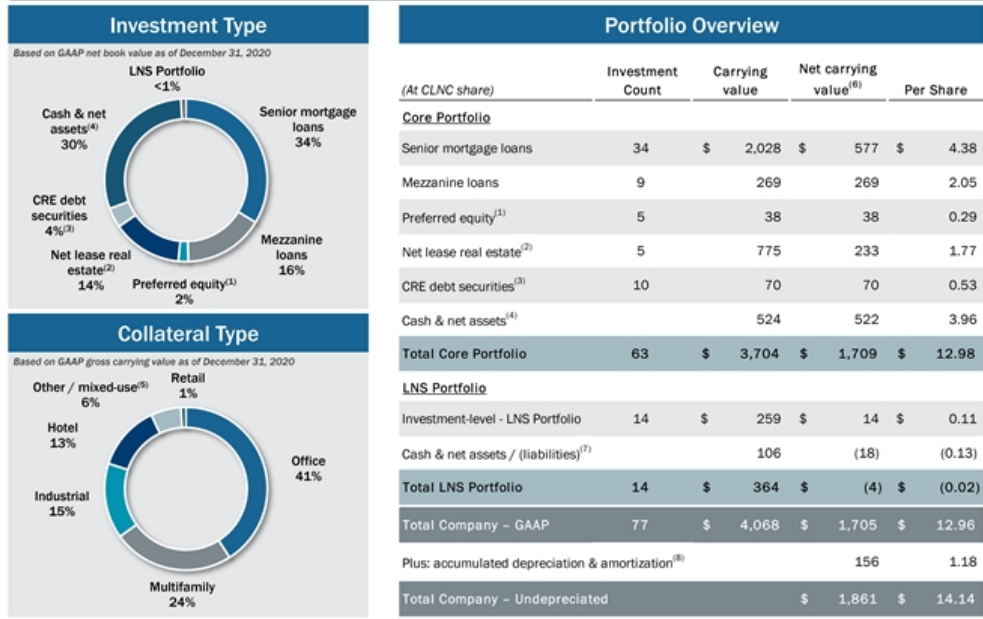 Investment Type
Based on GAAP net book value as of December 31, 2020
LNS Portfolio
<1%
Senior mortgage
loans
34%
Mezzanine
loans
16%
Preferred equity(1)
2%
Net lease real
estate(2)
14%
CRE debt
securities
4%(3)
Cash & net
assets(4)
30%
Collateral Type
Based on GAAP gross carrying value as of December 31, 2020
Retail
1%
Office
41%
Multifamily
24%
Industrial
15%
Hotel
13%
Other / mixed-use(5)
6%
Portfolio Overview
(At CLNC share) Investment Count Carrying value Net carrying value(6) Per Share
Core Portfolio
Senior mortgage loans 34 $ 2,028 $ 577 $ 4.38
Mezzanine loans 9 269 269 2.05
Preferred equity(1) 5 38 38 0.29
Net lease real estate(2) 5 775 233 1.77
CRE debt securities(3) 10 70 70 0.53
Cash & net assets(4) 524 522 3.96
Total Core Portfolio 63 $ 3,704 $ 1,709 $ 12.98
LNS Portfolio
Investment-level - LNS Portfolio 14 $ 259 $ 14 $ 0.11
Cash & net assets / (liabilities)(7) 106 (18) (0.13)
Total LNS Portfolio 14 $ 364 $ (4) $ (0.02)
Total Company – GAAP 77 $ 4,068 $ 1,705 $ 12.96
Plus: accumulated depreciation & amortization(8) 156 1.18
Total Company – Undepreciated $ 1,861 $ 14.14